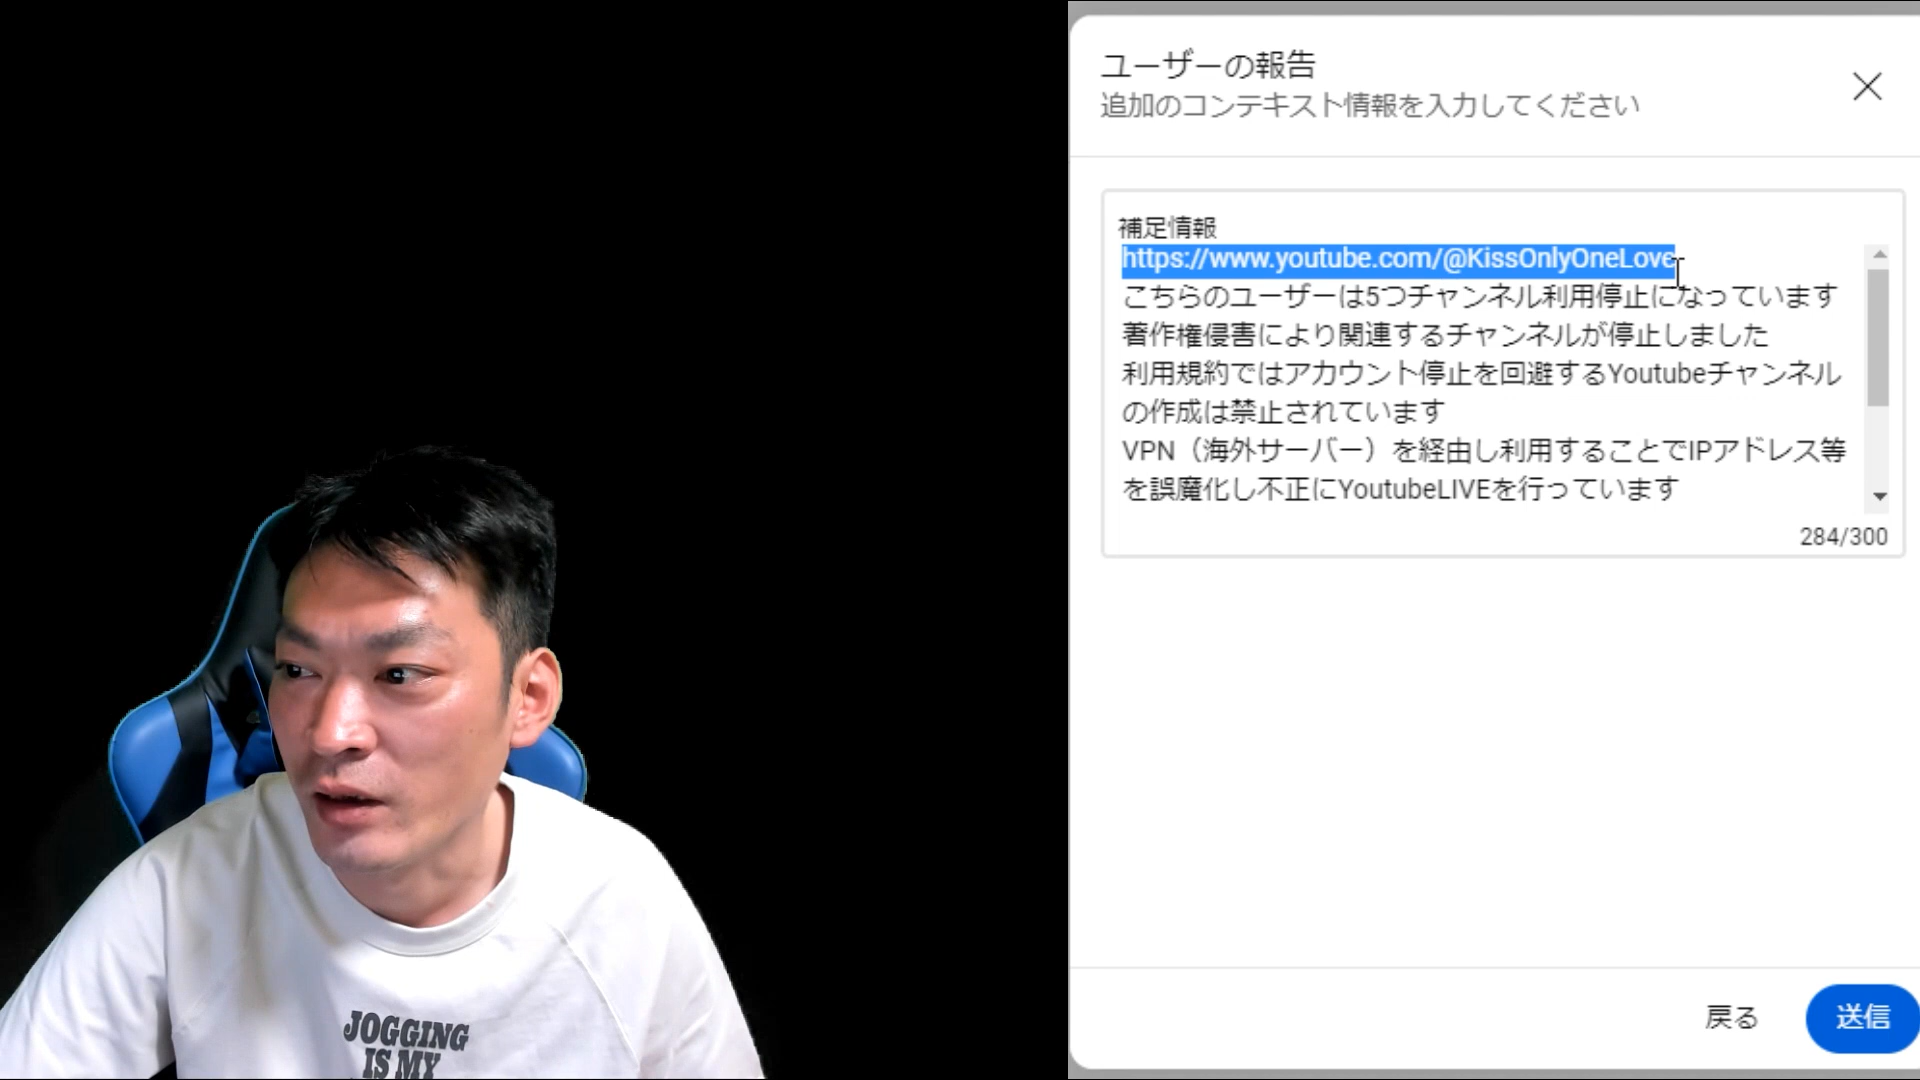 ユーザーの報告
追加のコンテキスト情報を入力してください
補足情報
https://www.youtube.com/@KissOnlyOneLove
こちらのユーザーは5つチャンネル利用停止になっています
著作権侵害により関連するチャンネルが停止しました
利用規約ではアカウント停止を回避するYoutubeチャンネル
の作成は禁止されています
VPN（海外サーバー）を経由し利用することでIPアドレス等
を誤魔化し不正にYoutubeLIVEを行っています
284/300
戻る
送信
JOGGING
IS MY